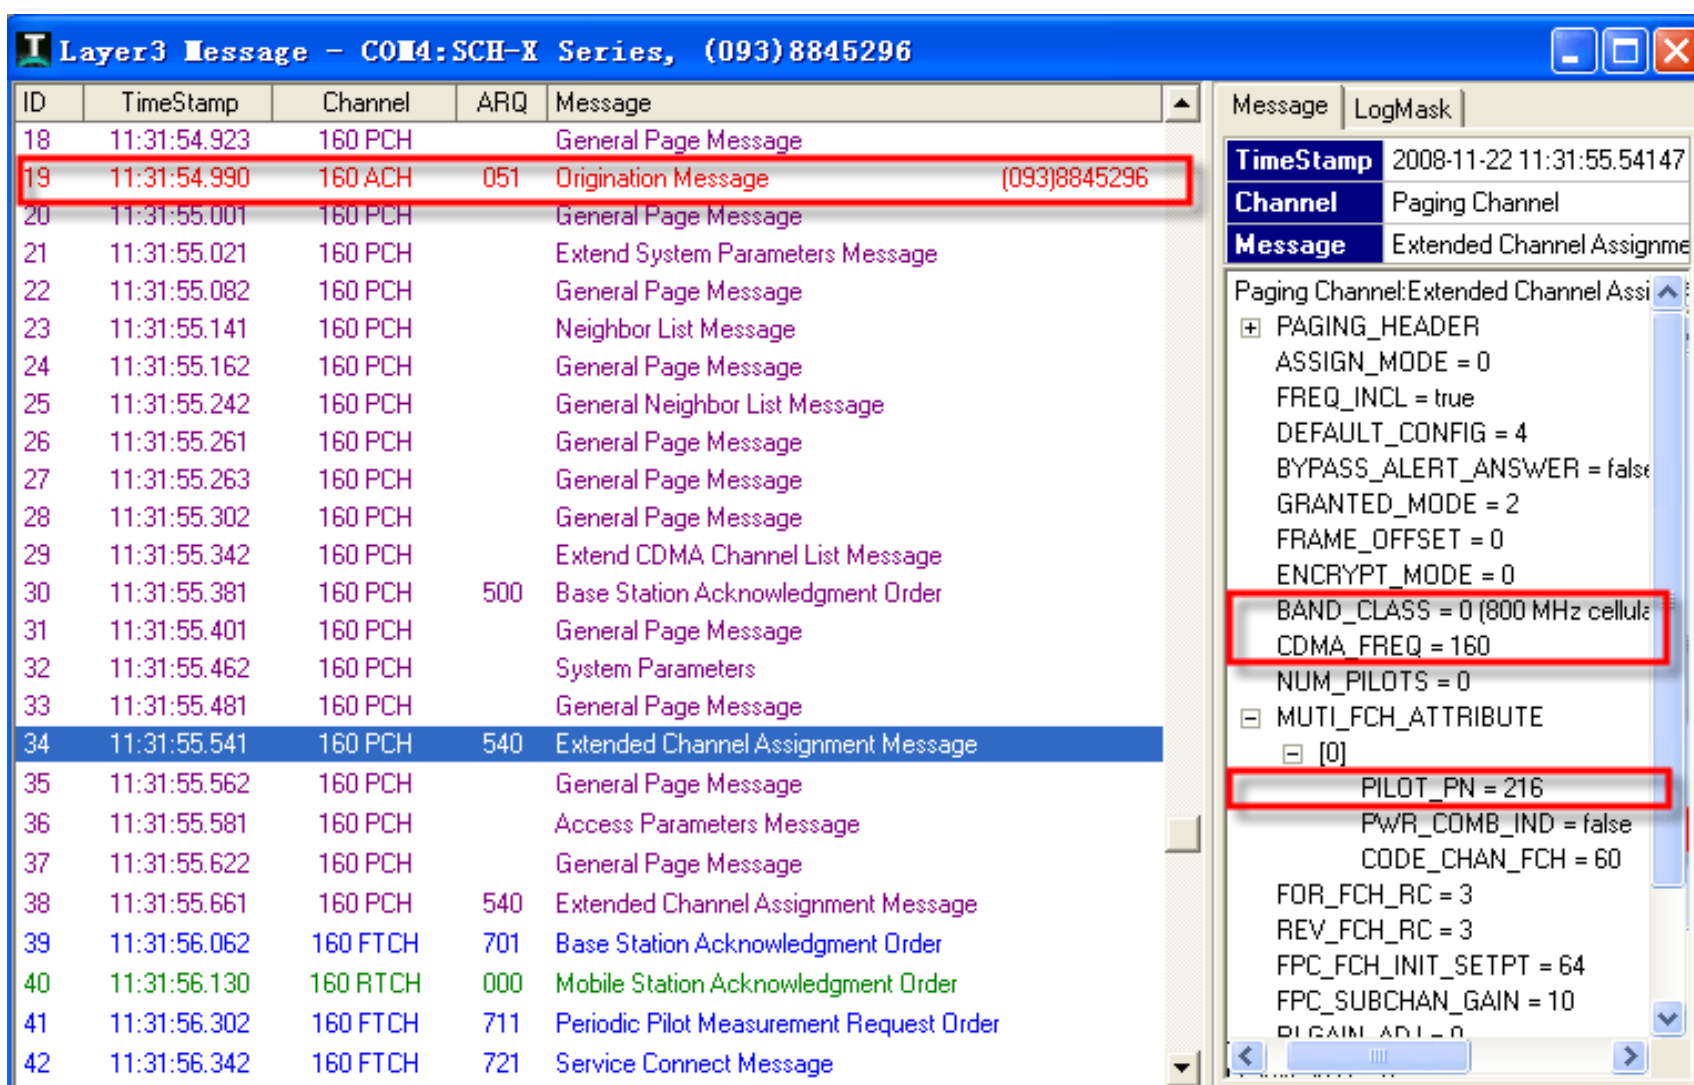 Layer3 Message - COM4:SCH-X Series, (093)8845296
ID TimeStamp Channel ARQ Message
18 11:31:54.923 160 PCH General Page Message
19 11:31:54.990 160 ACH 051 Origination Message (093)8845296
20 11:31:55.001 160 PCH General Page Message
21 11:31:55.021 160 PCH Extend System Parameters Message
22 11:31:55.082 160 PCH General Page Message
23 11:31:55.141 160 PCH Neighbor List Message
24 11:31:55.162 160 PCH General Page Message
25 11:31:55.242 160 PCH General Neighbor List Message
26 11:31:55.261 160 PCH General Page Message
27 11:31:55.263 160 PCH General Page Message
28 11:31:55.302 160 PCH General Page Message
29 11:31:55.342 160 PCH Extend CDMA Channel List Message
30 11:31:55.381 160 PCH 500 Base Station Acknowledgment Order
31 11:31:55.401 160 PCH General Page Message
32 11:31:55.462 160 PCH System Parameters
33 11:31:55.481 160 PCH General Page Message
34 11:31:55.541 160 PCH 540 Extended Channel Assignment Message
35 11:31:55.562 160 PCH General Page Message
36 11:31:55.581 160 PCH Access Parameters Message
37 11:31:55.622 160 PCH General Page Message
38 11:31:55.661 160 PCH 540 Extended Channel Assignment Message
39 11:31:56.062 160 FTCH 701 Base Station Acknowledgment Order
40 11:31:56.130 160 RTCH 000 Mobile Station Acknowledgment Order
41 11:31:56.302 160 FTCH 711 Periodic Pilot Measurement Request Order
42 11:31:56.342 160 FTCH 721 Service Connect Message
Message LogMask
TimeStamp 2008-11-22 11:31:55.54147
Channel Paging Channel
Message Extended Channel Assignme
Paging Channel:Extended Channel Assi
PAGING_HEADER
ASSIGN_MODE = 0
FREQ_INCL = true
DEFAULT_CONFIG = 4
BYPASS_ALERT_ANSWER = false
GRANTED_MODE = 2
FRAME_OFFSET = 0
ENCRYPT_MODE = 0
BAND_CLASS = 0 (800 MHz cellula
CDMA_FREQ = 160
NUM_PILOTS = 0
MUTI_FCH_ATTRIBUTE
[0]
PILOT_PN = 216
PWR_COMB_IND = false
CODE_CHAN_FCH = 60
FOR_FCH_RC = 3
REV_FCH_RC = 3
FPC_FCH_INIT_SETPT = 64
FPC_SUBCHAN_GAIN = 10
RLGAIN_ADJ = 0